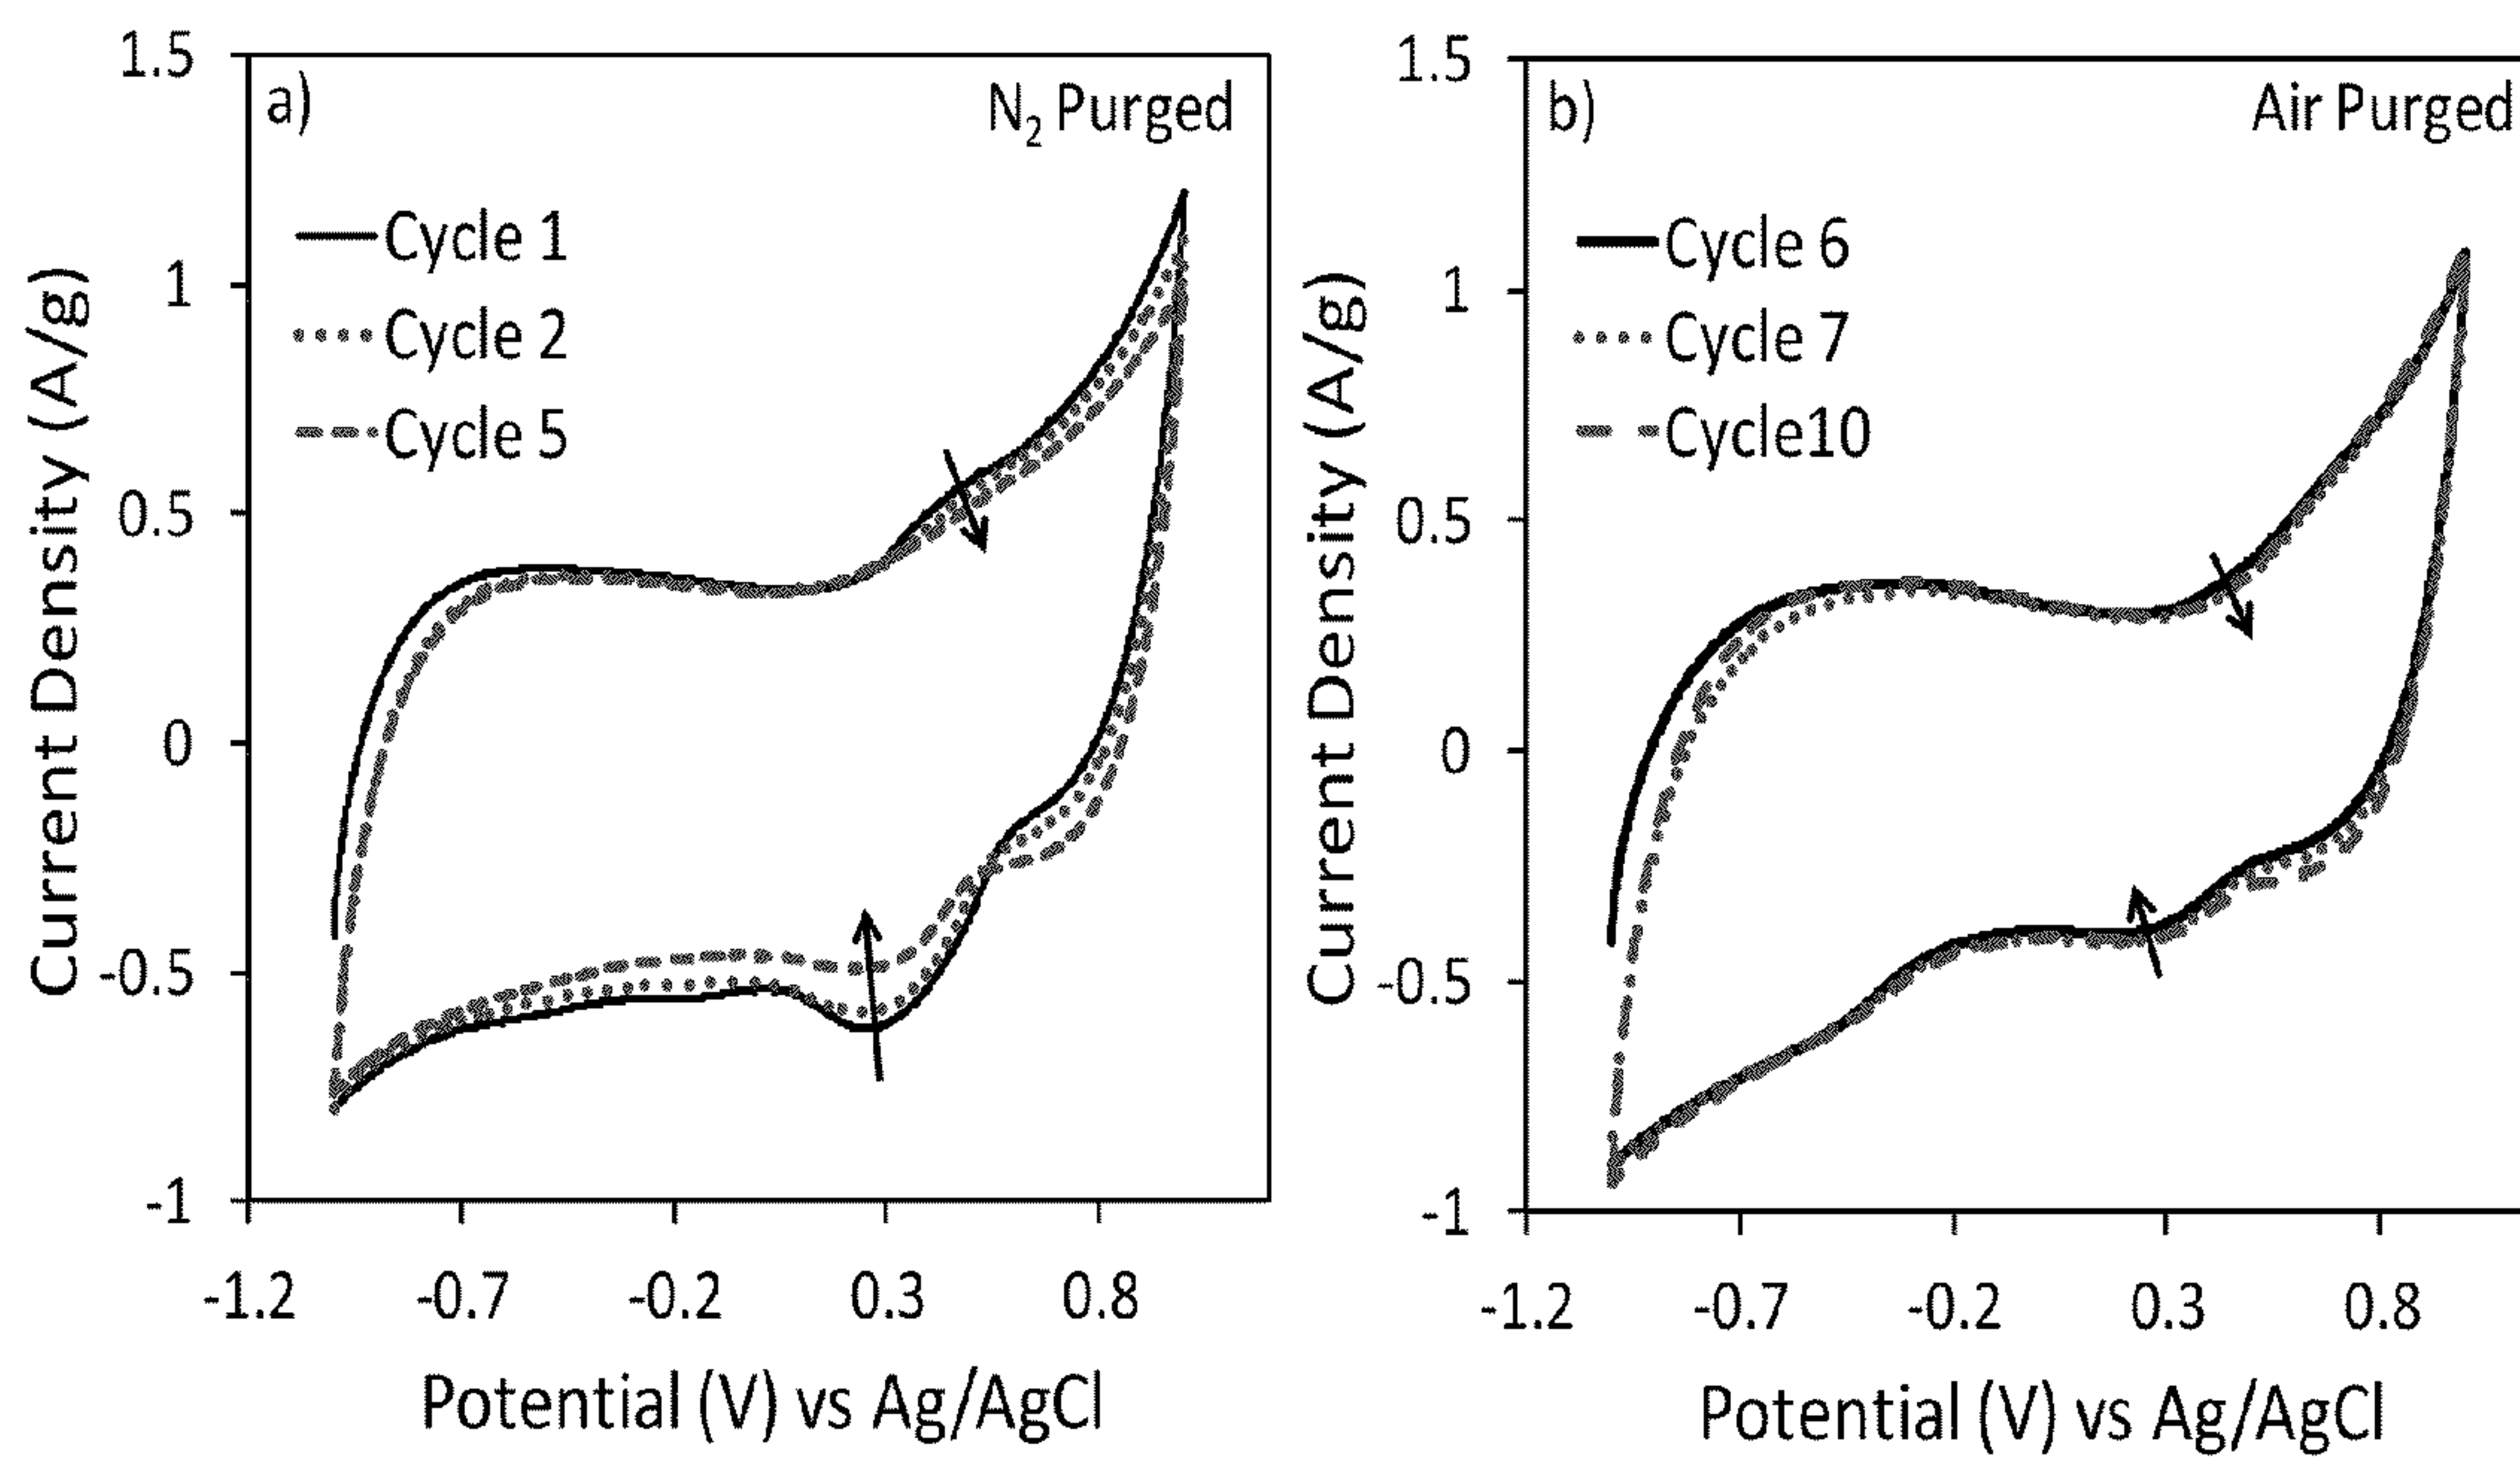 a)
N2 Purged
Cycle 1
Cycle 2
Cycle 5
Current Density (A/g)
1.5
1
0.5
0
-0.5
-1
-1.2 -0.7 -0.2 0.3 0.8
Potential (V) vs Ag/AgCl
b)
Air Purged
Cycle 6
Cycle 7
Cycle10
Current Density (A/g)
1.5
1
0.5
0
-0.5
-1
-1.2 -0.7 -0.2 0.3 0.8
Potential (V) vs Ag/AgCl